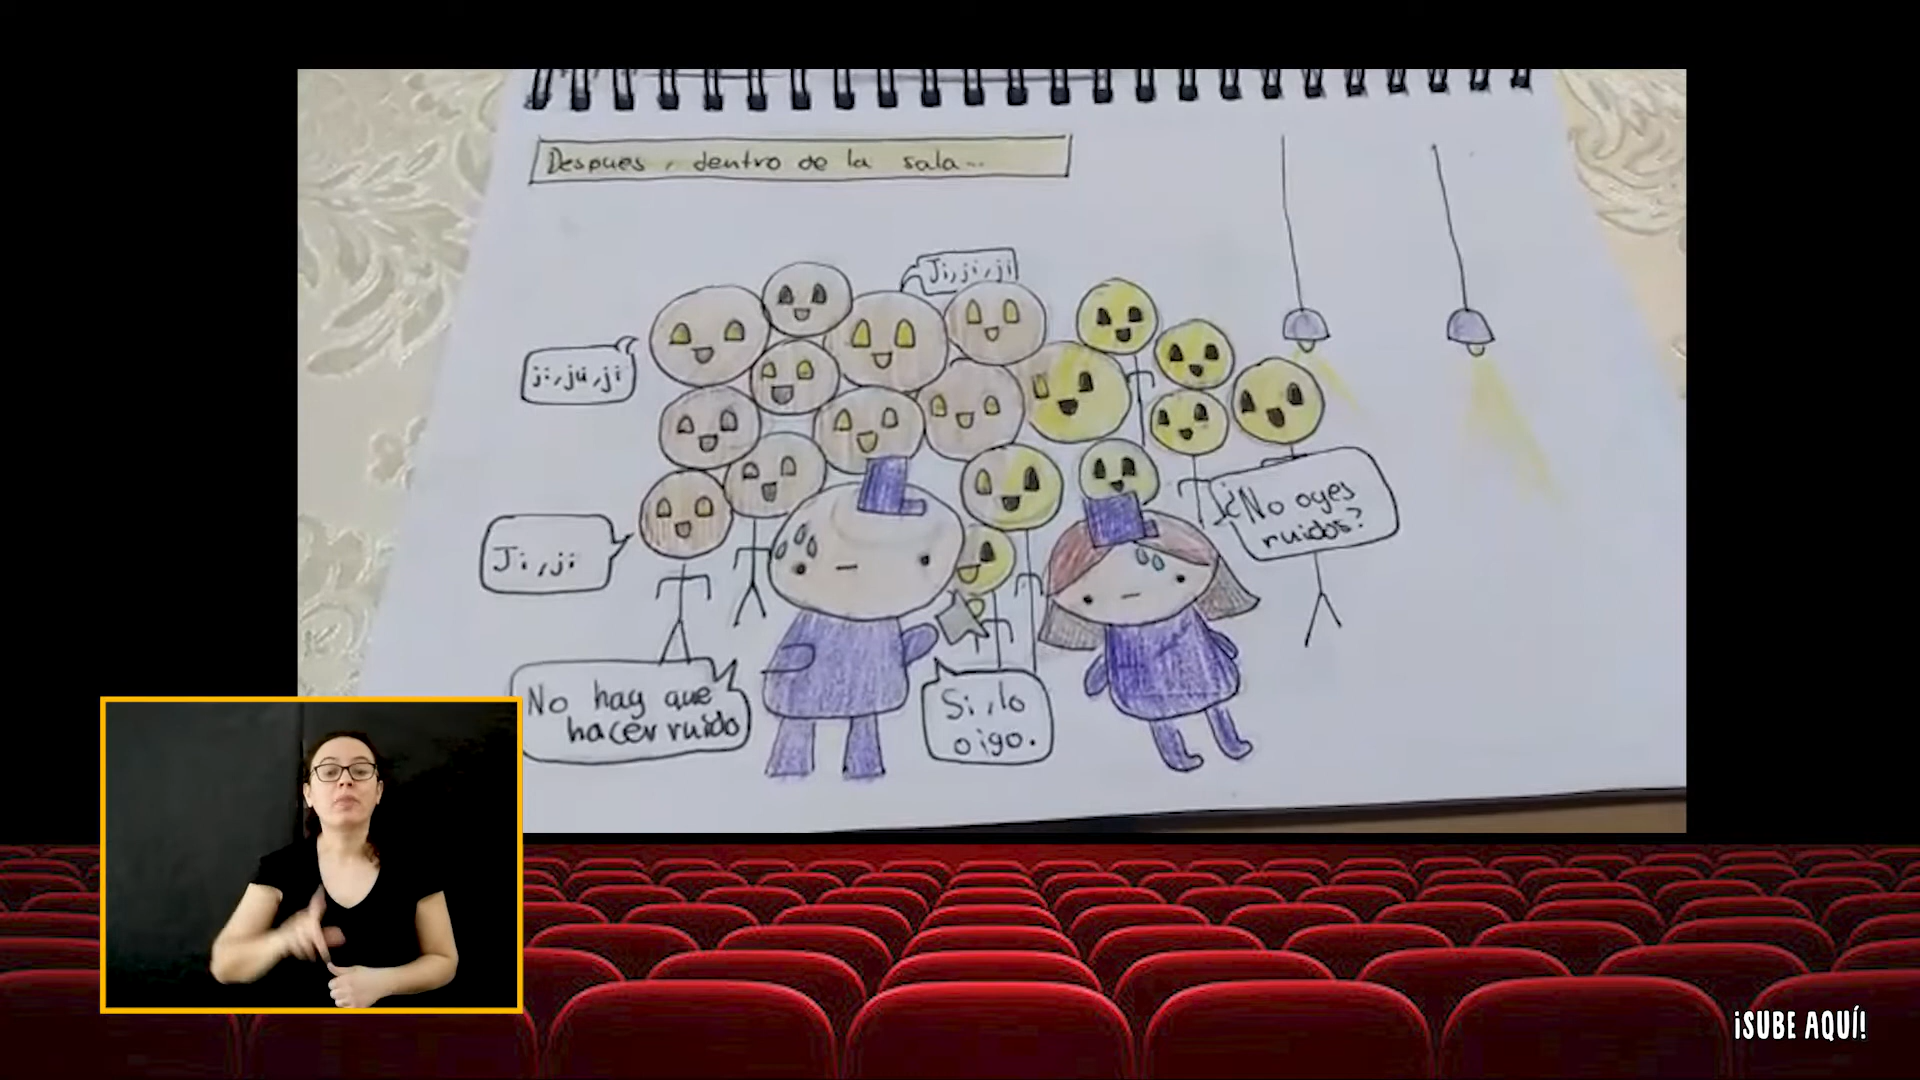 Despues, dentro de la sala...
Ji, ji, ji
ji, ju, ji
Ji, ji
¿No oyes
ruidos?
No hay que
hacer ruido
Si, lo
oigo.
¡SUBE AQUÍ!